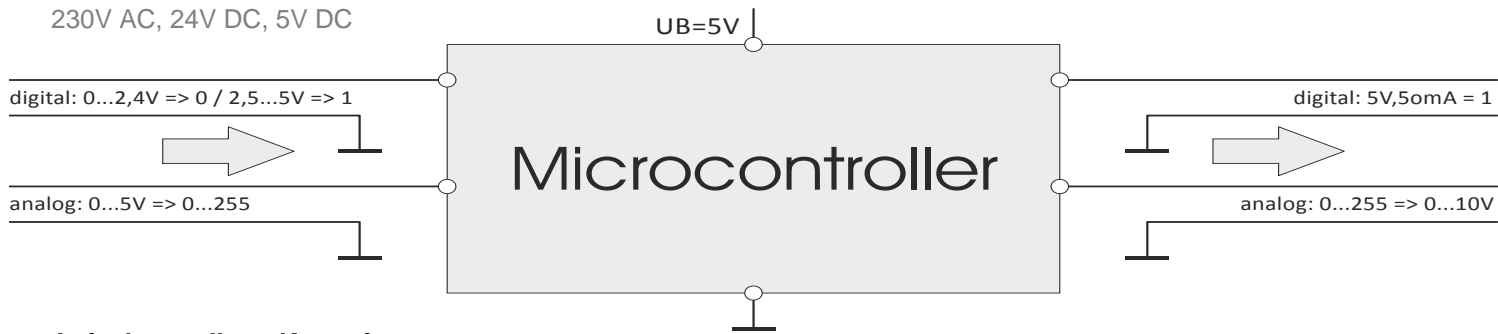 230V AC, 24V DC, 5V DC
UB=5V
digital: 0...2,4V => 0 / 2,5...5V => 1
digital: 5V,5omA = 1
Microcontroller
analog: 0...5V => 0...255
analog: 0...255 => 0...10V